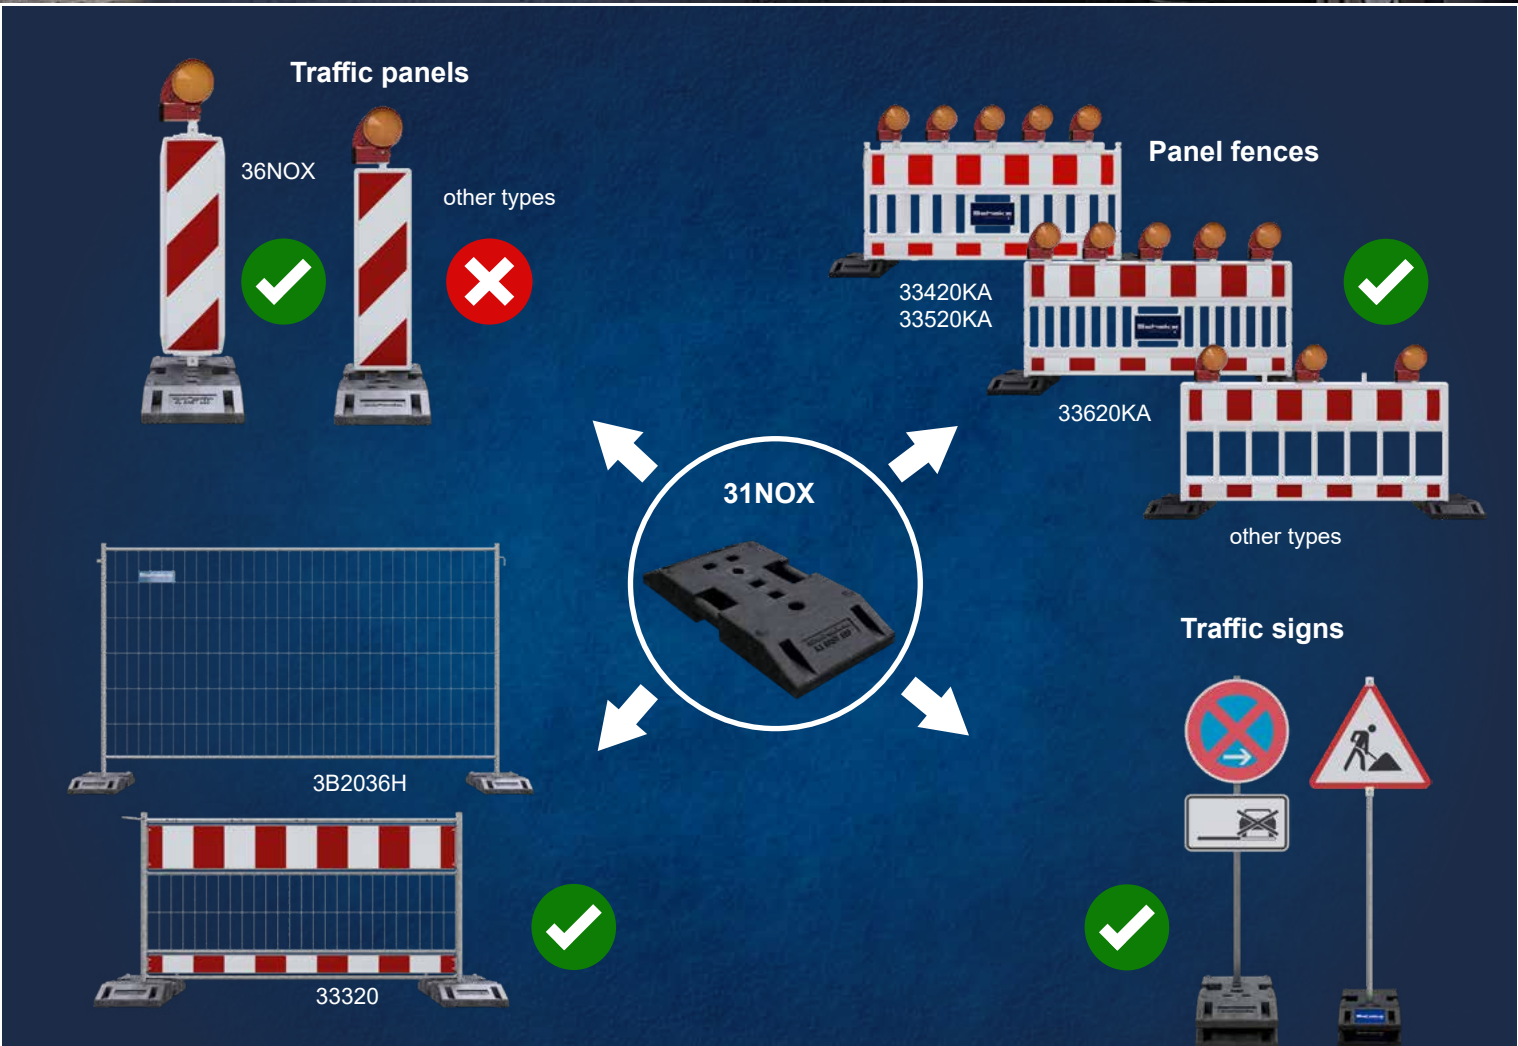 Traffic panels
36NOX
other types
Panel fences
33420KA
33520KA
33620KA
other types
31NOX
3B2036H
33320
Traffic signs